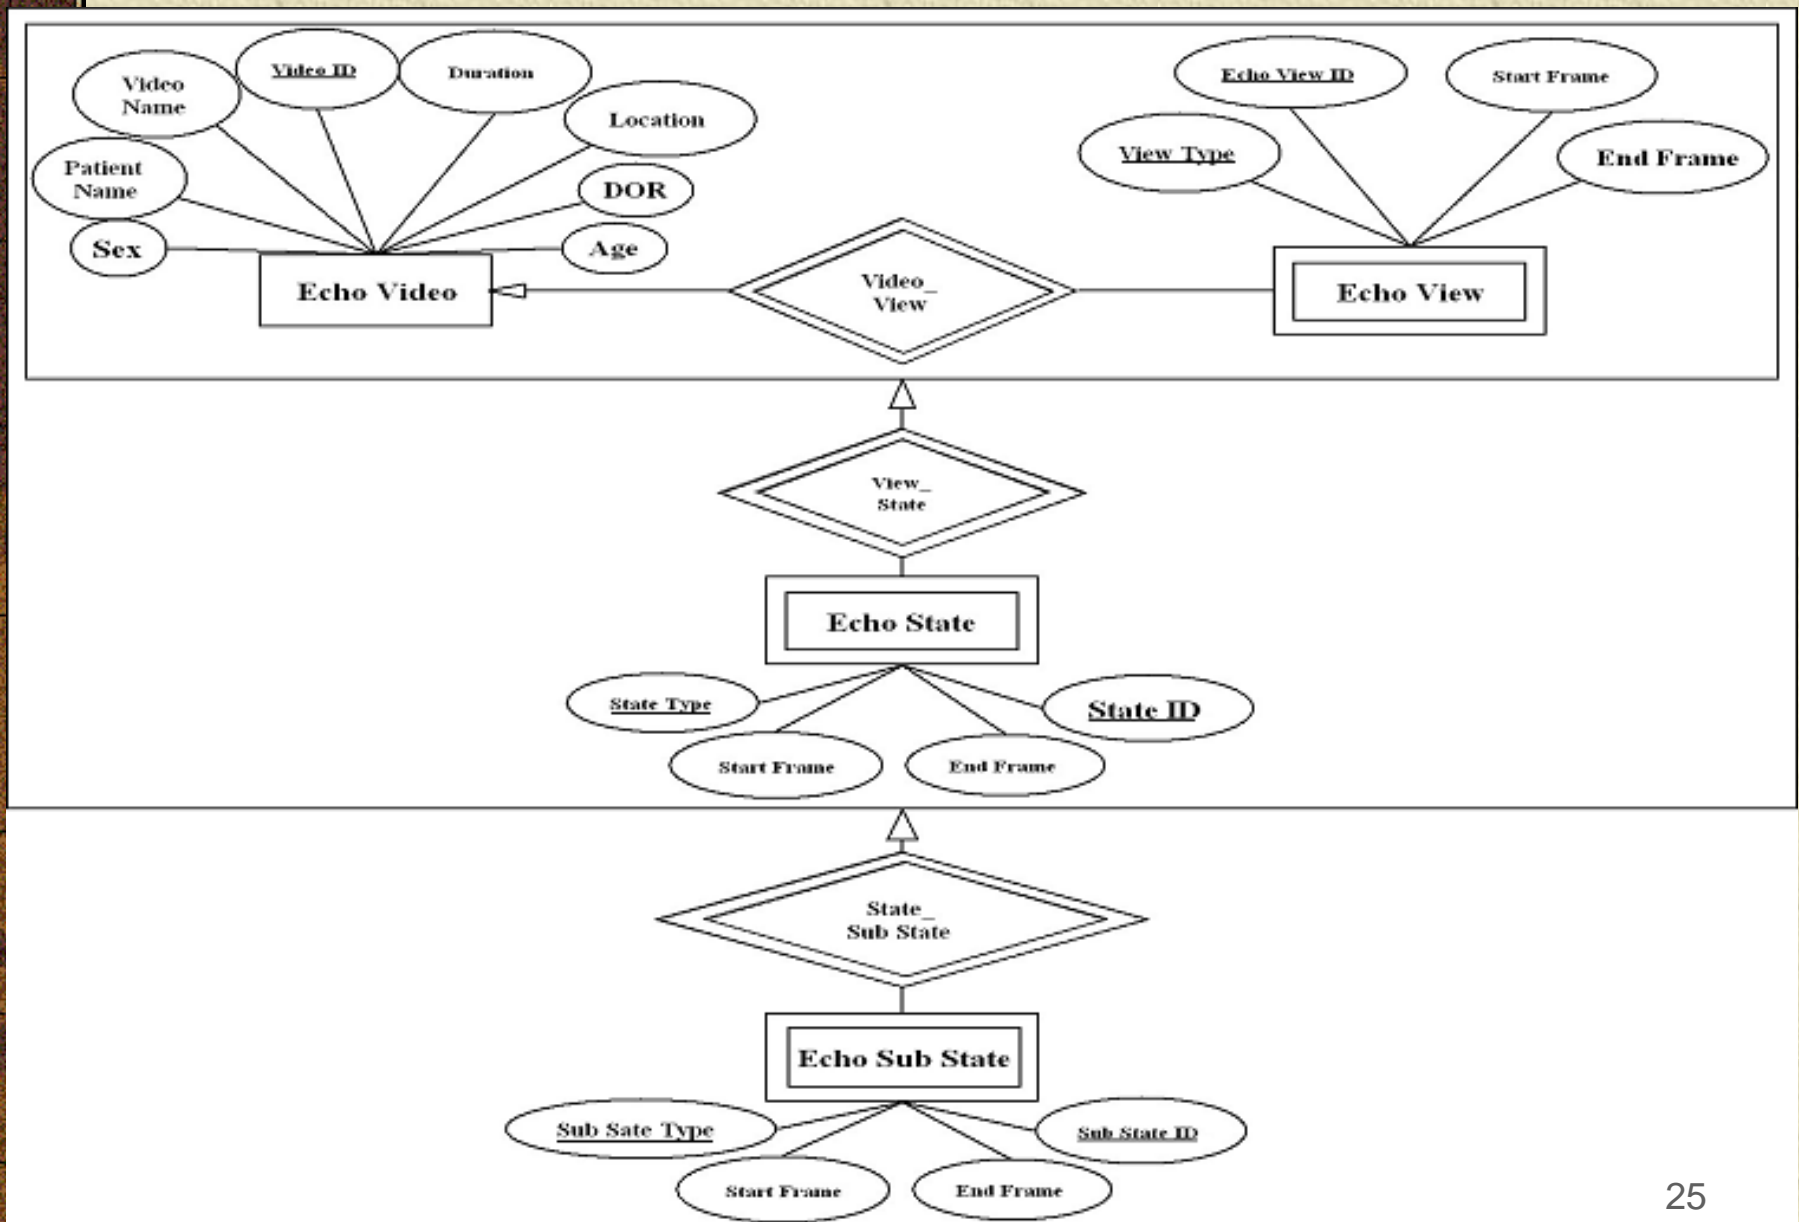 Video
Name
Video ID
Duration
Location
Patient
Name
DOR
Sex
Age
Echo Video
Video_
View
Echo View ID
Start Frame
View Type
End Frame
Echo View
View_
State
Echo State
State Type
State ID
Start Frame
End Frame
State_
Sub State
Echo Sub State
Sub Sate Type
Sub State ID
Start Frame
End Frame
25